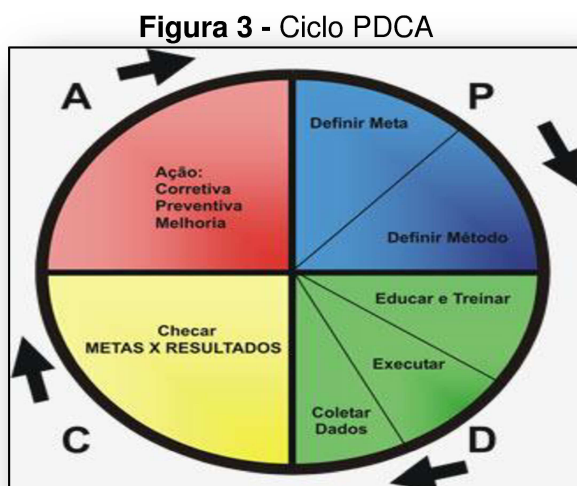 Figura 3 - Ciclo PDCA
A
P
Definir Meta
Ação:
Corretiva
Preventiva
Melhoria
Definir Método
Educar e Treinar
Checar
METAS X RESULTADOS
Executar
Coletar
Dados
C
D